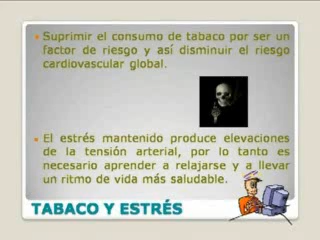 Suprimir el consumo de tabaco por ser un
factor de riesgo y así disminuir el riesgo
cardiovascular global.
El estrés mantenido produce elevaciones
de la tensión arterial, por lo tanto es
necesario aprender a relajarse y a llevar
un ritmo de vida más saludable.
TABACO Y ESTRÉS